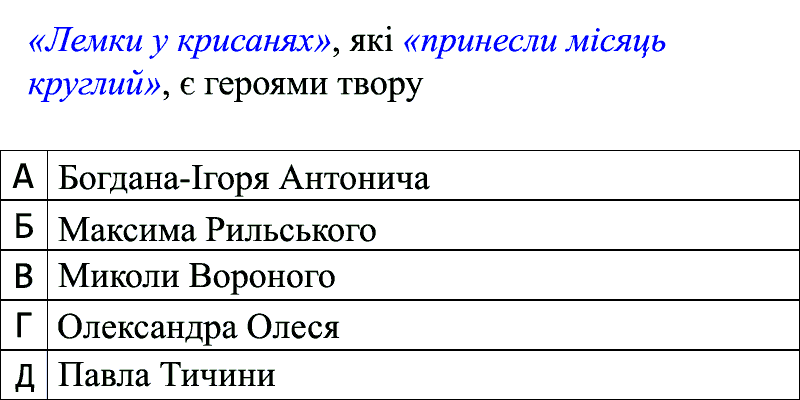 «Лемки у крисанях», які «принесли місяць
круглий», є героями твору
А Богдана-Ігоря Антонича
Б Максима Рильського
В Миколи Вороного
Г Олександра Олеся
Д Павла Тичини